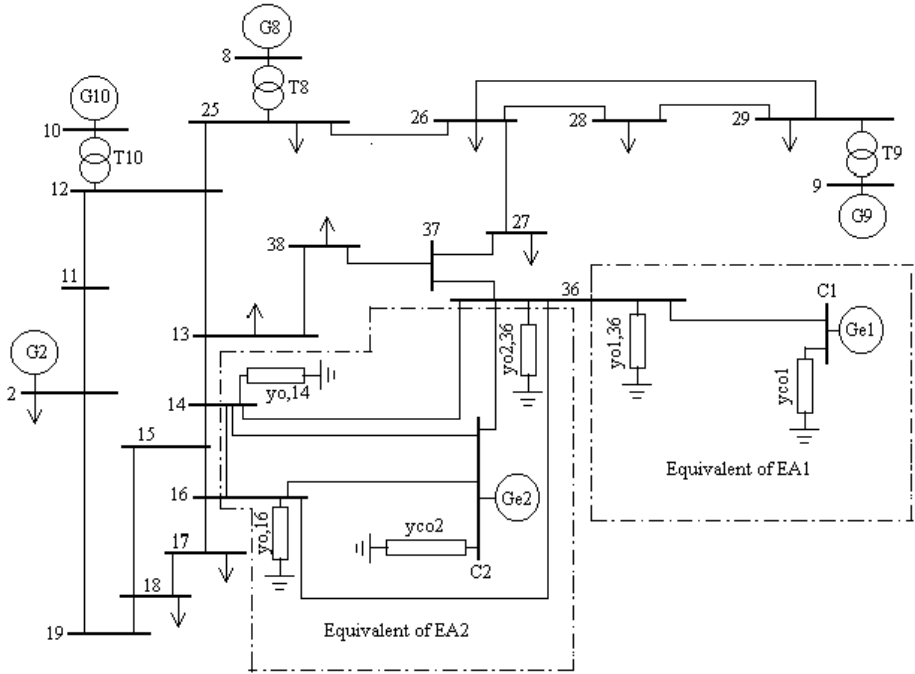 G8
8
T8
G10
10
T10
25
26
28
29
T9
9
G9
12
38
37
27
11
36
C1
Ge1
yo1,36
yco1
yo2,36
13
G2
2
yo,14
14
15
16
Equivalent of EA1
Ge2
yo,16
yco2
C2
17
18
19
Equivalent of EA2